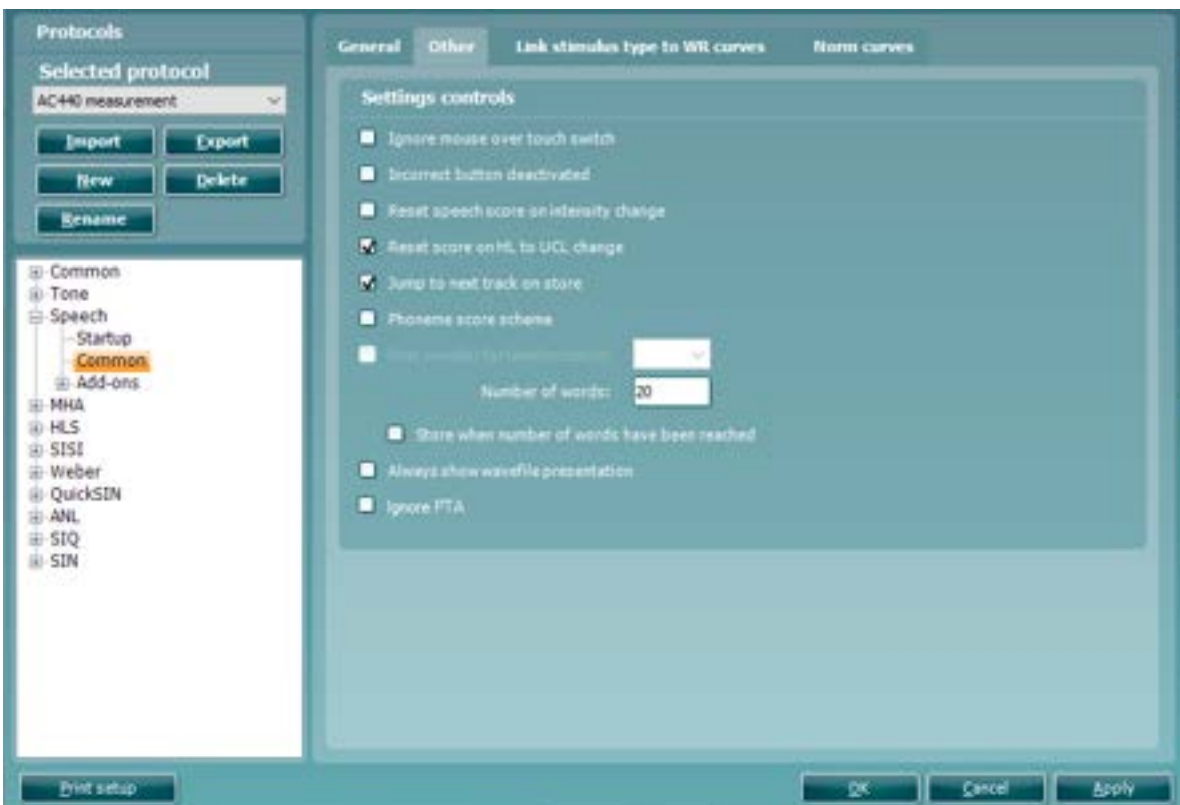 Protocols
Selected protocol
AC440 measurement
Import
Export
New
Delete
Rename
Common
Tone
Speech
Startup
Common
Add-ons
MHA
HLS
SISI
Weber
QuickSIN
ANL
SIQ
SIN
Print setup
General
Other
Link stimulus type to WR curves
Norm curves
Settings controls
Ignore mouse over touch switch
Incorrect button deactivated
Reset speech score on intensity change
Reset score on HL to UCL change
Jump to next track on store
Phoneme score scheme
Number of words:
20
Store when number of words have been reached
Always show wavefile presentation
Ignore PTA
OK
Cancel
Apply